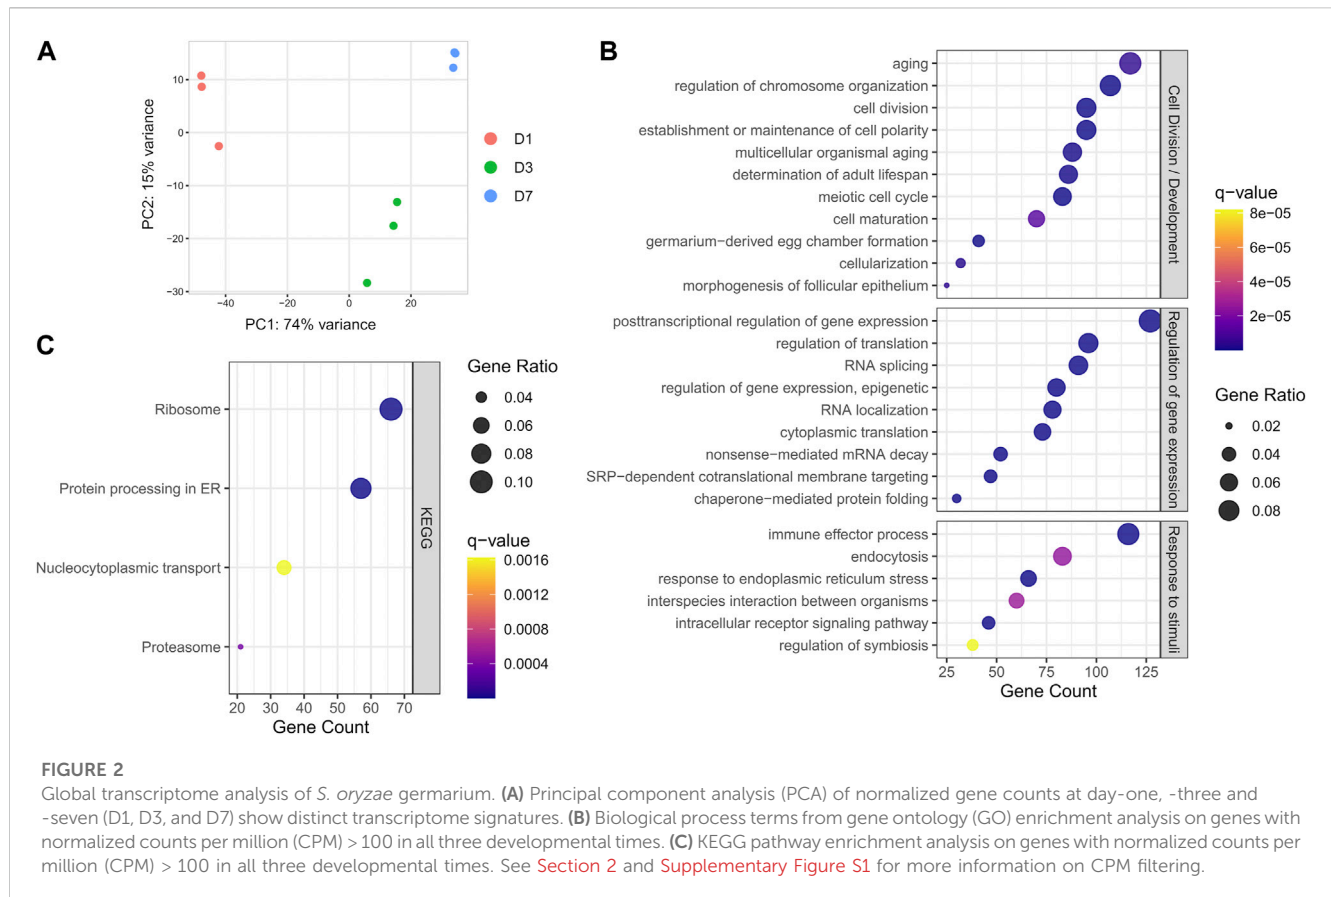 A
10
0
−10
−20
−30
−40
−20
0
20
PC2: 15% variance
PC1: 74% variance
D1
D3
D7
B
aging
regulation of chromosome organization
cell division
establishment or maintenance of cell polarity
multicellular organismal aging
determination of adult lifespan
meiotic cell cycle
cell maturation
germarium−derived egg chamber formation
cellularization
morphogenesis of follicular epithelium
Cell Division / Development
posttranscriptional regulation of gene expression
regulation of translation
RNA splicing
regulation of gene expression, epigenetic
RNA localization
cytoplasmic translation
nonsense−mediated mRNA decay
SRP−dependent cotranslational membrane targeting
chaperone−mediated protein folding
Regulation of gene expression
immune effector process
endocytosis
response to endoplasmic reticulum stress
interspecies interaction between organisms
intracellular receptor signaling pathway
regulation of symbiosis
Response to stimuli
25
50
75
100
125
Gene Count
q−value
8e−05
6e−05
4e−05
2e−05
Gene Ratio
0.02
0.04
0.06
0.08
C
Ribosome
Protein processing in ER
Nucleocytoplasmic transport
Proteasome
KEGG
20
30
40
50
60
70
Gene Count
Gene Ratio
0.04
0.06
0.08
0.10
q−value
0.0016
0.0012
0.0008
0.0004
FIGURE 2
Global transcriptome analysis of S. oryzae germarium. (A) Principal component analysis (PCA) of normalized gene counts at day-one, -three and
-seven (D1, D3, and D7) show distinct transcriptome signatures. (B) Biological process terms from gene ontology (GO) enrichment analysis on genes with
normalized counts per million (CPM) > 100 in all three developmental times. (C) KEGG pathway enrichment analysis on genes with normalized counts per
million (CPM) > 100 in all three developmental times. See Section 2 and Supplementary Figure S1 for more information on CPM filtering.